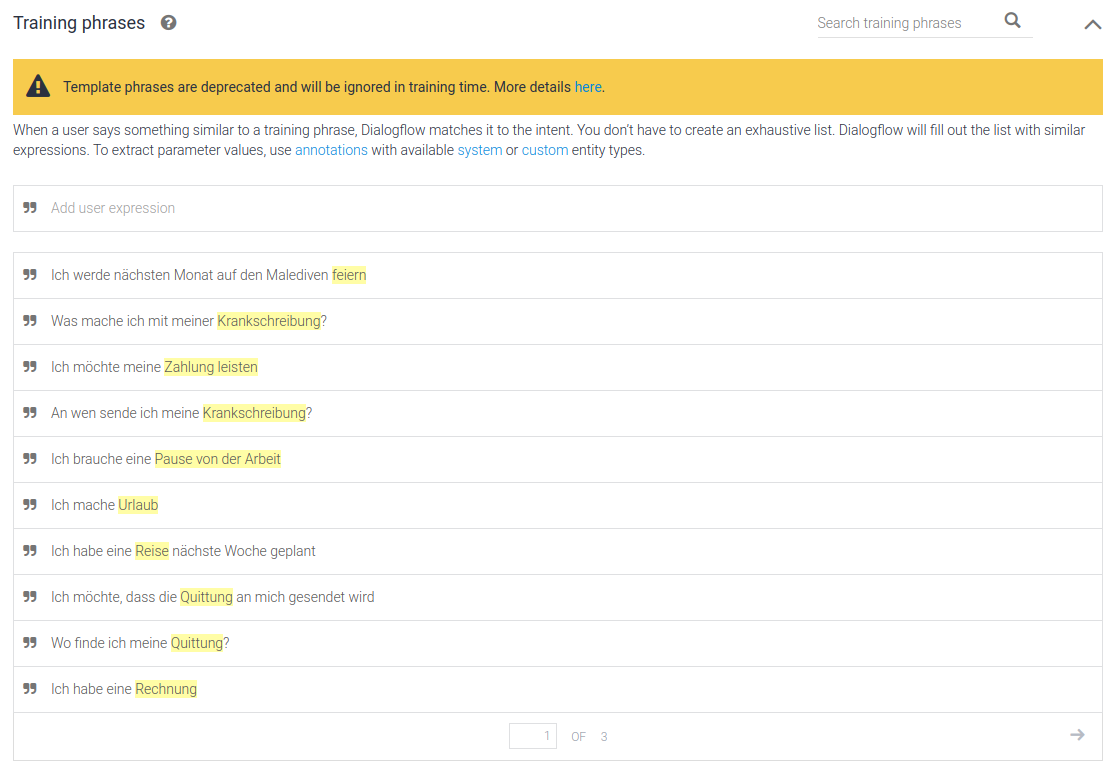 Training phrases
Search training phrases
Template phrases are deprecated and will be ignored in training time. More details here.
When a user says something similar to a training phrase, Dialogflow matches it to the intent. You don't have to create an exhaustive list. Dialogflow will fill out the list with similar
expressions. To extract parameter values, use annotations with available system or custom entity types.
Add user expression
Ich werde nächsten Monat auf den Malediven feiern
Was mache ich mit meiner Krankschreibung?
Ich möchte meine Zahlung leisten
An wen sende ich meine Krankschreibung?
Ich brauche eine Pause von der Arbeit
Ich mache Urlaub
Ich habe eine Reise nächste Woche geplant
Ich möchte, dass die Quittung an mich gesendet wird
Wo finde ich meine Quittung?
Ich habe eine Rechnung
1 OF 3